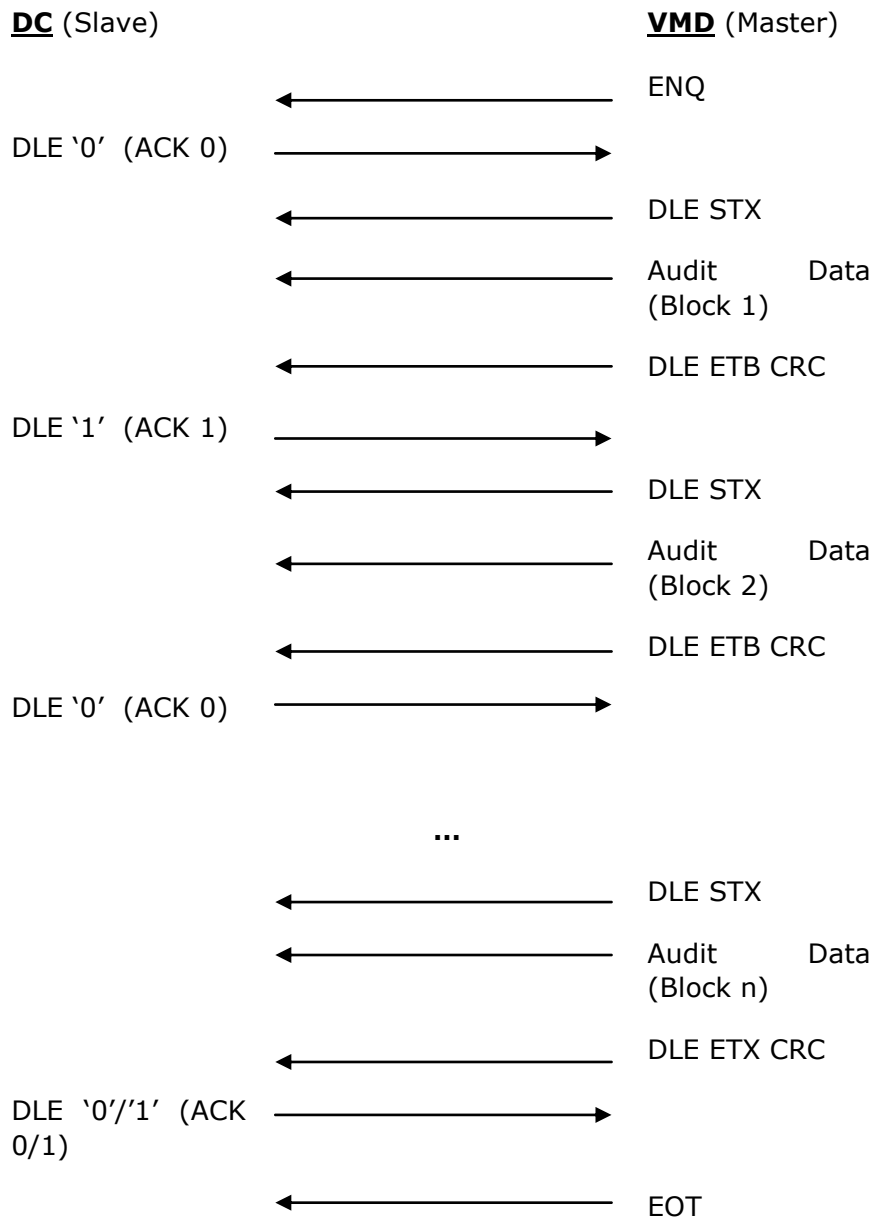 DC (Slave) VMD (Master)
ENQ
DLE ‘0’ (ACK 0)
DLE STX
Audit Data
(Block 1)
DLE ETB CRC
DLE ‘1’ (ACK 1)
DLE STX
Audit Data
(Block 2)
DLE ETB CRC
DLE ‘0’ (ACK 0)
...
DLE STX
Audit Data
(Block n)
DLE ETX CRC
DLE ‘0’/’1’ (ACK
0/1)
EOT